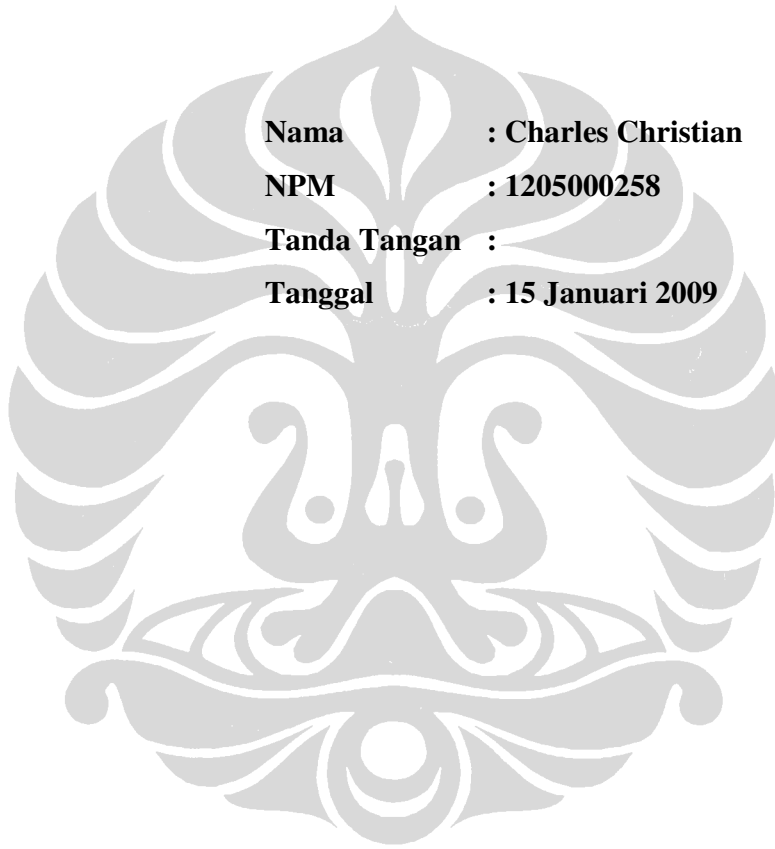 Nama : Charles Christian
NPM : 1205000258
Tanda Tangan :
Tanggal : 15 Januari 2009